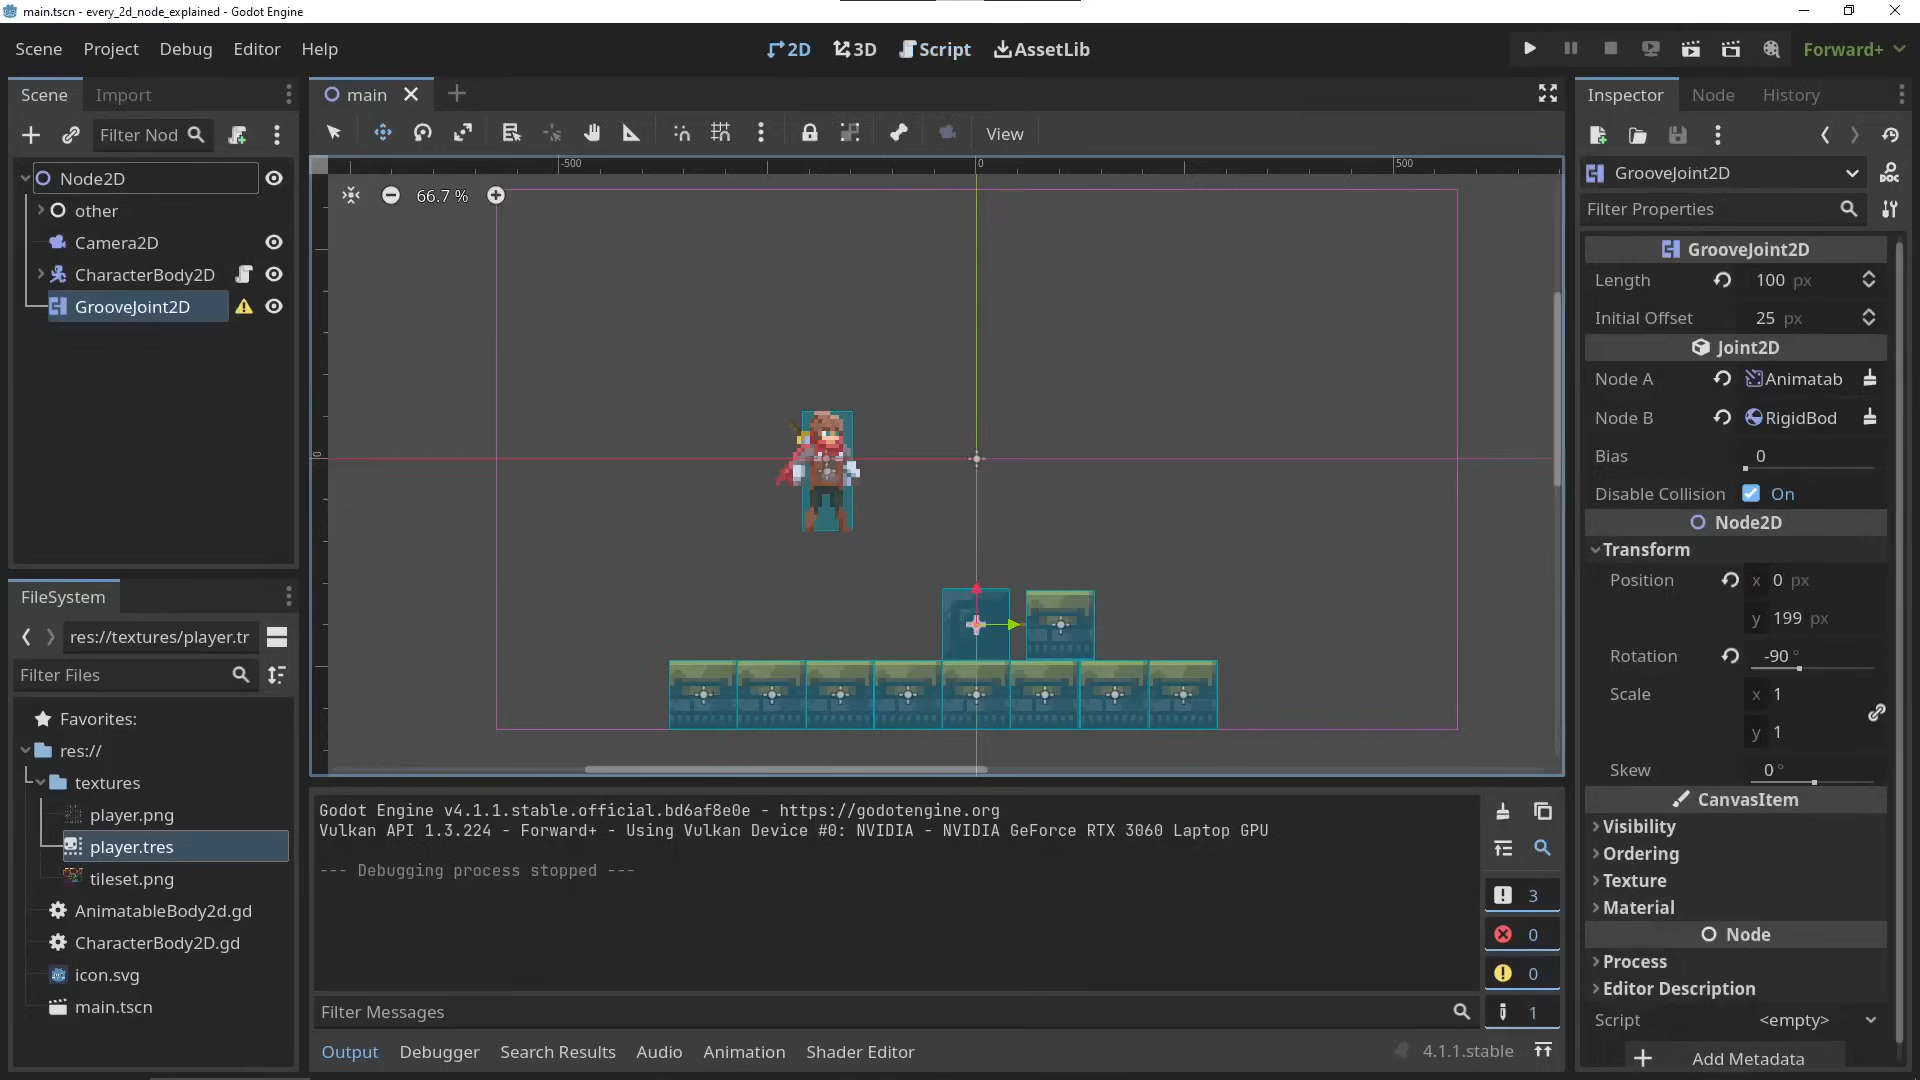 main.tscn - every_2d_node_explained - Godot Engine
Scene Project Debug Editor Help
2D 3D Script AssetLib
Forward+
Scene Import
Filter Nod
Node2D
other
Camera2D
CharacterBody2D
GrooveJoint2D
FileSystem
res://textures/player.tr
Filter Files
Favorites:
res://
textures
player.png
player.tres
tileset.png
AnimatableBody2d.gd
CharacterBody2D.gd
icon.svg
main.tscn
main
View
-500 0 500
0
66.7 %
Godot Engine v4.1.1.stable.official.bd6af8e0e - https://godotengine.org
Vulkan API 1.3.224 - Forward+ - Using Vulkan Device #0: NVIDIA - NVIDIA GeForce RTX 3060 Laptop GPU
--- Debugging process stopped ---
3
0
0
1
Filter Messages
Output Debugger Search Results Audio Animation Shader Editor
4.1.1.stable
Inspector Node History
GrooveJoint2D
DOC
Filter Properties
GrooveJoint2D
Length 100 px
Initial Offset 25 px
Joint2D
Node A Animatab
Node B RigidBod
Bias 0
Disable Collision On
Node2D
Transform
Position x 0 px
y 199 px
Rotation -90 °
Scale x 1
y 1
Skew 0 °
CanvasItem
Visibility
Ordering
Texture
Material
Node
Process
Editor Description
Script <empty>
Add Metadata